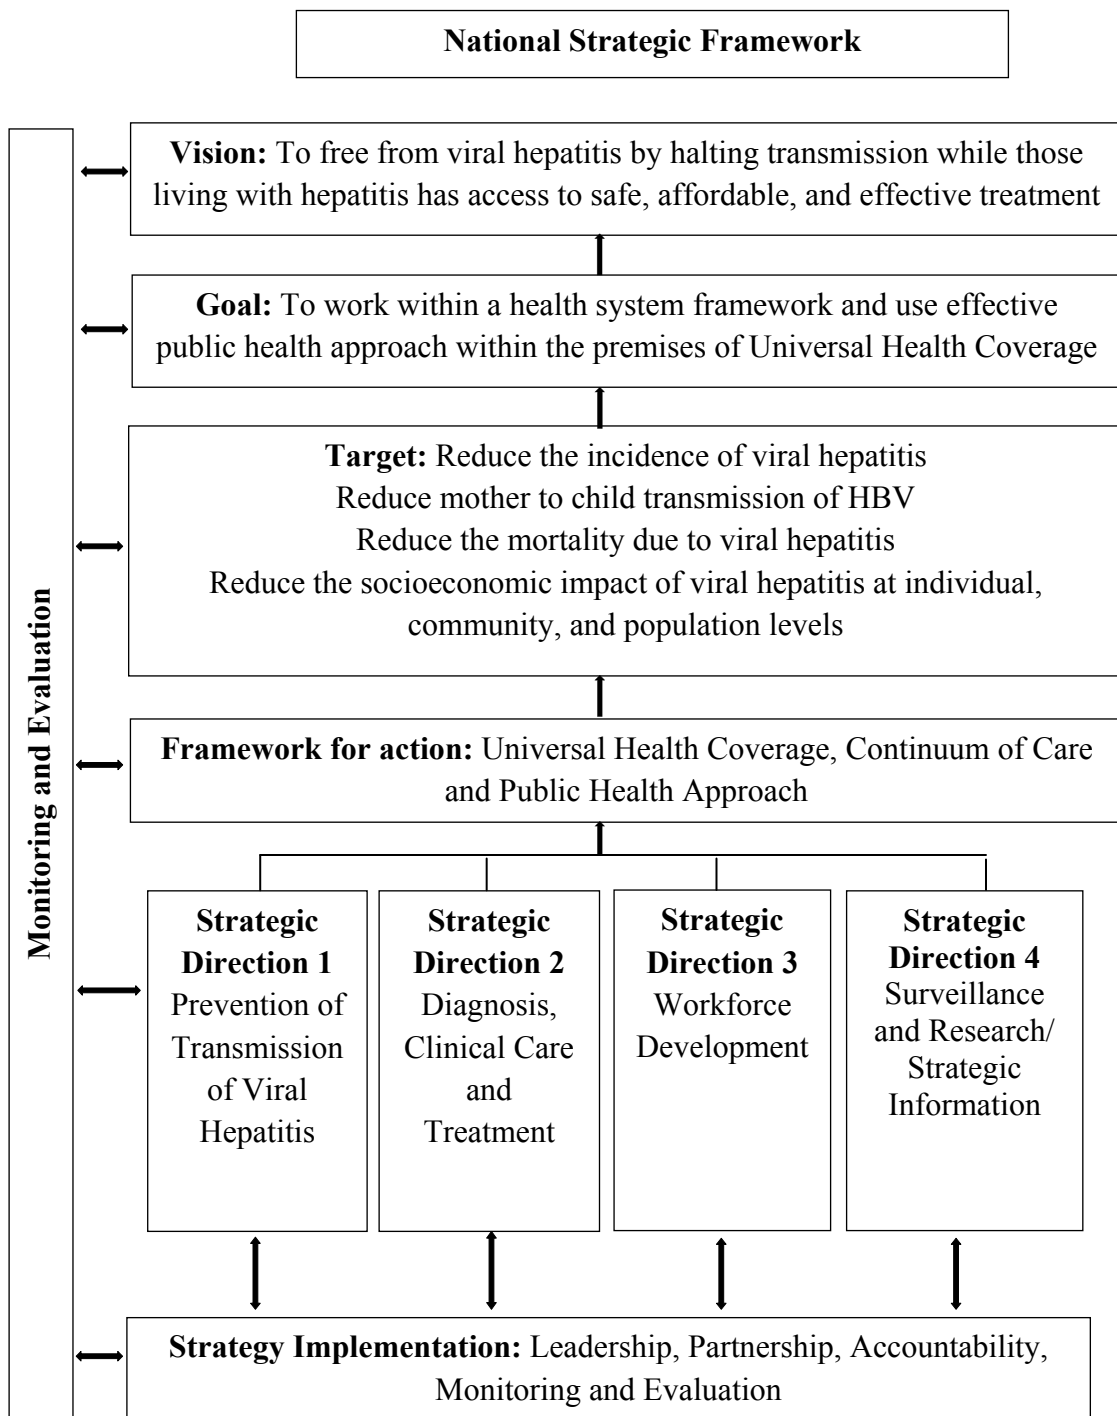 National Strategic Framework
Monitoring and Evaluation
Vision: To free from viral hepatitis by halting transmission while those
living with hepatitis has access to safe, affordable, and effective treatment
Goal: To work within a health system framework and use effective
public health approach within the premises of Universal Health Coverage
Target: Reduce the incidence of viral hepatitis
Reduce mother to child transmission of HBV
Reduce the mortality due to viral hepatitis
Reduce the socioeconomic impact of viral hepatitis at individual,
community, and population levels
Framework for action: Universal Health Coverage, Continuum of Care
and Public Health Approach
Strategic
Direction 1
Prevention of
Transmission
of Viral
Hepatitis
Strategic
Direction 2
Diagnosis,
Clinical Care
and
Treatment
Strategic
Direction 3
Workforce
Development
Strategic
Direction 4
Surveillance
and Research/
Strategic
Information
Strategy Implementation: Leadership, Partnership, Accountability,
Monitoring and Evaluation